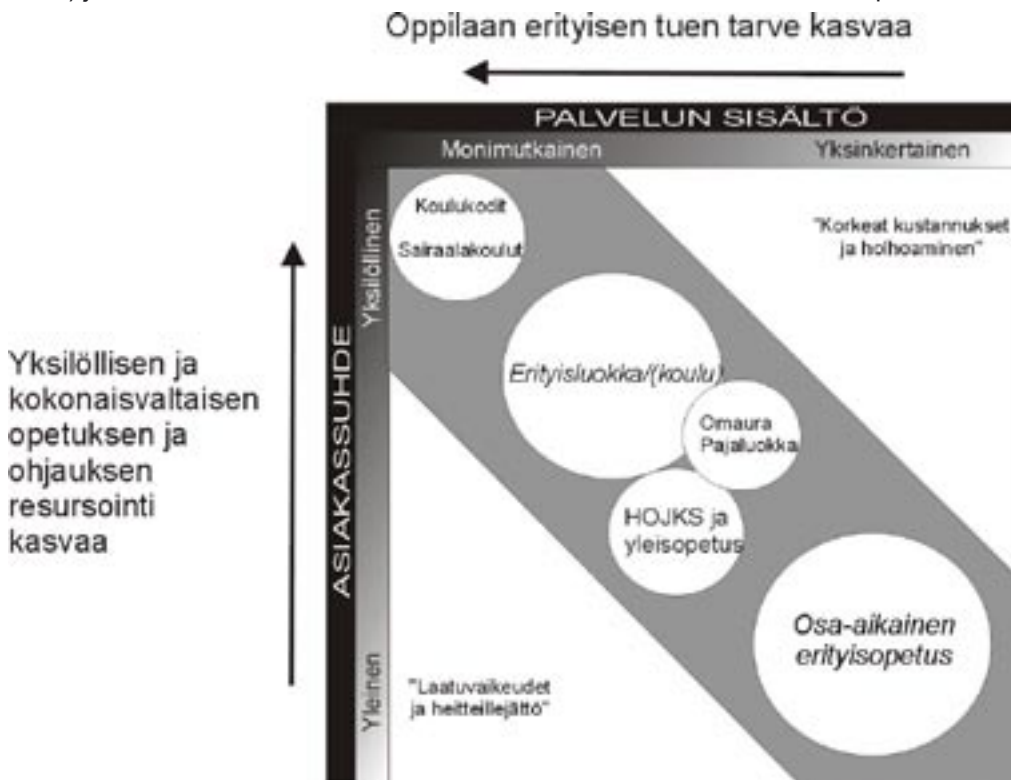 Oppilaan erityisen tuen tarve kasvaa
PALVELUN SISÄLTÖ
Monimutkainen
Yksinkertainen
Yksilöllisen ja
kokonaisvaltaisen
opetuksen ja
ohjauksen
resursointi
kasvaa
ASIAKASSUHDE
Yksilöllinen
Yleinen
Koulukodit
Sairaalakoulut
"Korkeat kustannukset
ja holhoaminen"
Erityisluokka/(koulu)
Omaura
Pajaluokka
HOJKS ja
yleisopetus
Osa-aikainen
erityisopetus
"Laatuvaikeudet
ja heitteillejättö"